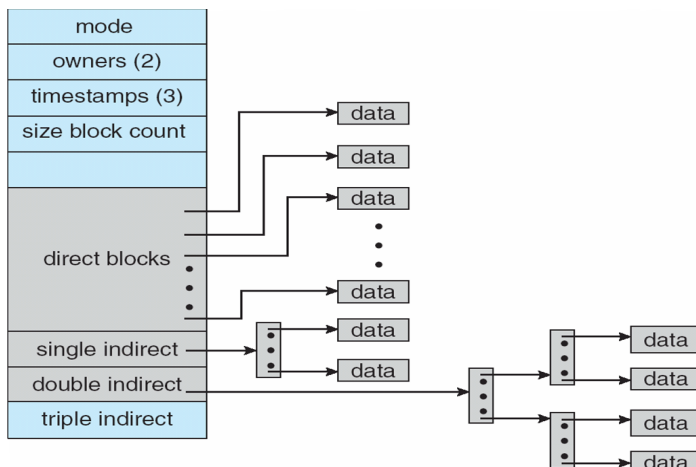 mode
owners (2)
timestamps (3)
size block count
direct blocks
single indirect
double indirect
triple indirect
data
data
data
data
data
data
data
data
data
data